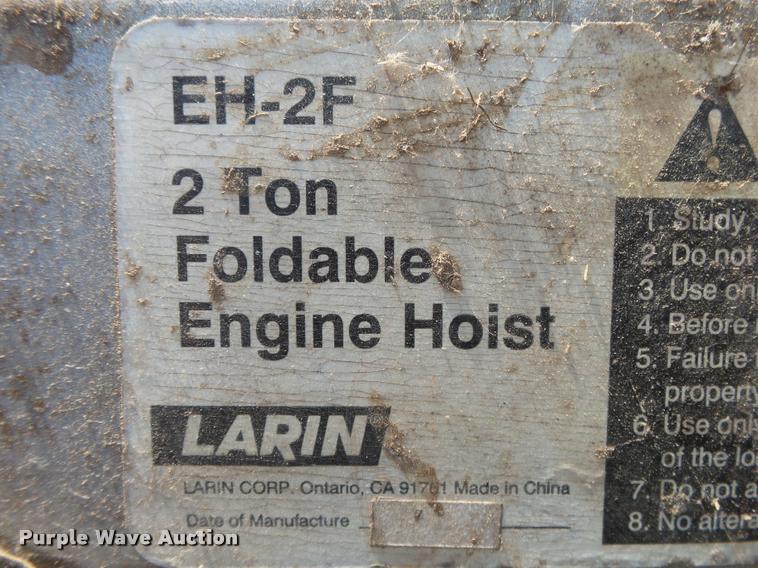 EH-2F
2 Ton
Foldable
Engine Hoist
LARIN®
LARIN CORP. Ontario, CA 91761 Made in China
Date of Manufacture
1. Study,
2. Do not
3. Use onl
4. Before
5. Failure
property
6. Use only
of the lo
7. Do not a
8. No altera
Purple Wave Auction